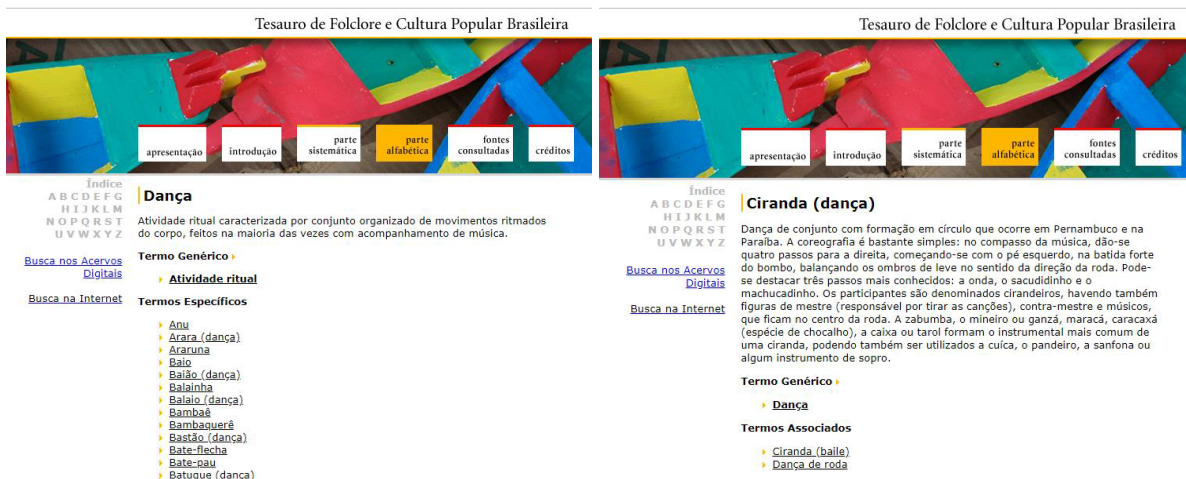 Tesauro de Folclore e Cultura Popular Brasileira
apresentação
introdução
parte
sistemática
parte
alfabética
fontes
consultadas
créditos
Índice
A B C D E F G
H I J K L M
N O P Q R S T
U V W X Y Z
Busca nos Acervos
Digitais
Busca na Internet
Dança
Atividade ritual caracterizada por conjunto organizado de movimentos ritmados
do corpo, feitos na maioria das vezes com acompanhamento de música.
Termo Genérico
Atividade ritual
Termos Específicos
Anu
Arara (dança)
Araruna
Baio
Baião (dança)
Balainha
Balaio (dança)
Bambaê
Bambaquerê
Bastão (dança)
Bate-flecha
Bate-pau
Batuque (dança)
Tesauro de Folclore e Cultura Popular Brasileira
apresentação
introdução
parte
sistemática
parte
alfabética
fontes
consultadas
créditos
Índice
A B C D E F G
H I J K L M
N O P Q R S T
U V W X Y Z
Busca nos Acervos
Digitais
Busca na Internet
Ciranda (dança)
Dança de conjunto com formação em círculo que ocorre em Pernambuco e na
Paraíba. A coreografia é bastante simples: no compasso da música, dão-se
quatro passos para a direita, começando-se com o pé esquerdo, na batida forte
do bombo, balançando os ombros de leve no sentido da direção da roda. Pode-
se destacar três passos mais conhecidos: a onda, o sacudidinho e o
machucadinho. Os participantes são denominados cirandeiros, havendo também
figuras de mestre (responsável por tirar as canções), contra-mestre e músicos,
que ficam no centro da roda. A zabumba, o mineiro ou ganzá, maracá, caracaxá
(espécie de chocalho), a caixa ou tarol formam o instrumental mais comum de
uma ciranda, podendo também ser utilizados a cuíca, o pandeiro, a sanfona ou
algum instrumento de sopro.
Termo Genérico
Dança
Termos Associados
Ciranda (baile)
Dança de roda